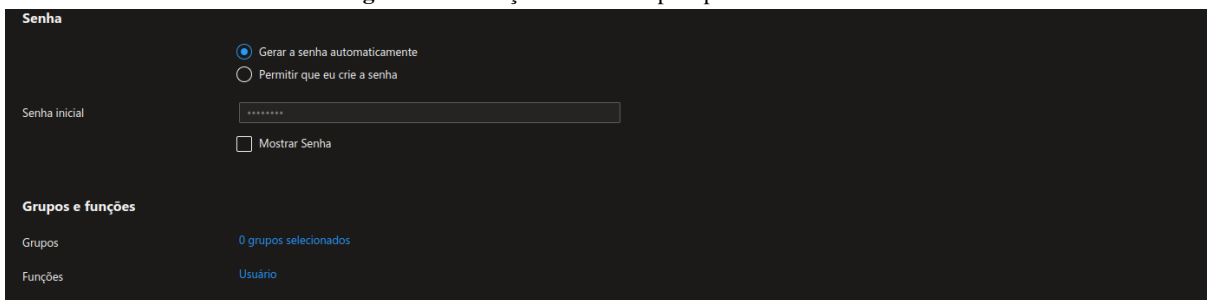 Senha
Gerar a senha automaticamente
Permitir que eu crie a senha
Senha inicial
••••••••
Mostrar Senha
Grupos e funções
Grupos 0 grupos selecionados
Funções Usuário